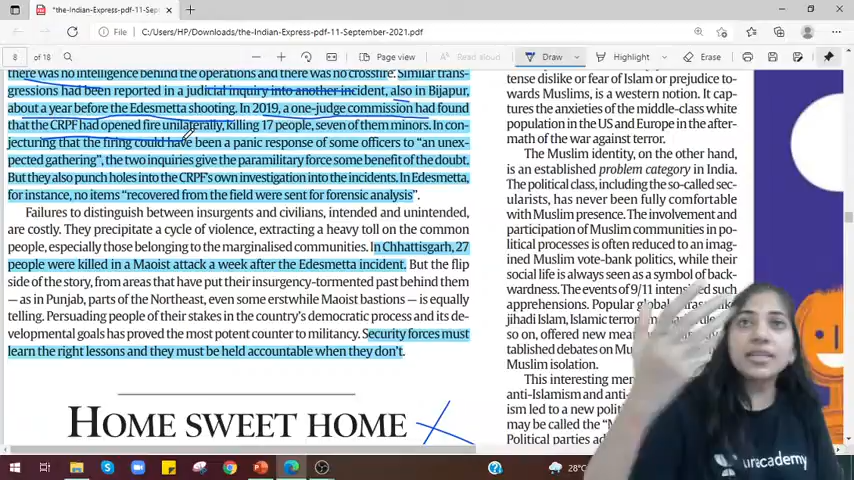 *the-Indian-Express-pdf-11-Sep
C:/Users/HP/Downloads/the-Indian-Express-pdf-11-September-2021.pdf
File
8 of 18
Page view
Read aloud
Draw
Highlight
Erase
there was no intelligence behind the operations and there was no crossfire. Similar trans-
gressions had been reported in a judicial inquiry into another incident, also in Bijapur,
about a year before the Edesmetta shooting. In 2019, a one-judge commission had found
that the CRPF had opened fire unilaterally, killing 17 people, seven of them minors. In con-
jecturing that the firing could have been a panic response of some officers to “an unex-
pected gathering”, the two inquiries give the paramilitary force some benefit of the doubt.
But they also punch holes into the CRPF's own investigation into the incidents. In Edesmetta,
for instance, no items “recovered from the field were sent for forensic analysis”.
Failures to distinguish between insurgents and civilians, intended and unintended,
are costly. They precipitate a cycle of violence, extracting a heavy toll on the common
people, especially those belonging to the marginalised communities. In Chhattisgarh, 27
people were killed in a Maoist attack a week after the Edesmetta incident. But the flip
side of the story, from areas that have put their insurgency-tormented past behind them
— as in Punjab, parts of the Northeast, even some erstwhile Maoist bastions — is equally
telling. Persuading people of their stakes in the country's democratic process and its de-
velopmental goals has proved the most potent counter to militancy. Security forces must
learn the right lessons and they must be held accountable when they don't.
HOME SWEET HOME
tense dislike or fear of Islam or prejudice to-
wards Muslims, is a western notion. It cap-
tures the anxieties of the middle-class white
population in the US and Europe in the after-
math of the war against terror.
The Muslim identity, on the other hand,
is an established problem category in India.
The political class, including the so-called sec-
ularists, has never been fully comfortable
with Muslim presence. The involvement and
participation of Muslim communities in po-
litical processes is often reduced to an imag-
ined Muslim vote-bank politics, while their
social life is always seen as a symbol of back-
wardness. The events of 9/11 intensified such
apprehensions. Popular global
jihadi Islam, Islamic
so on, offered new
tablished debates on
Muslim isolation.
This interesting
anti-Islamism and anti-
ism led to a new
may be called the
Political parties
unacademy
28°C